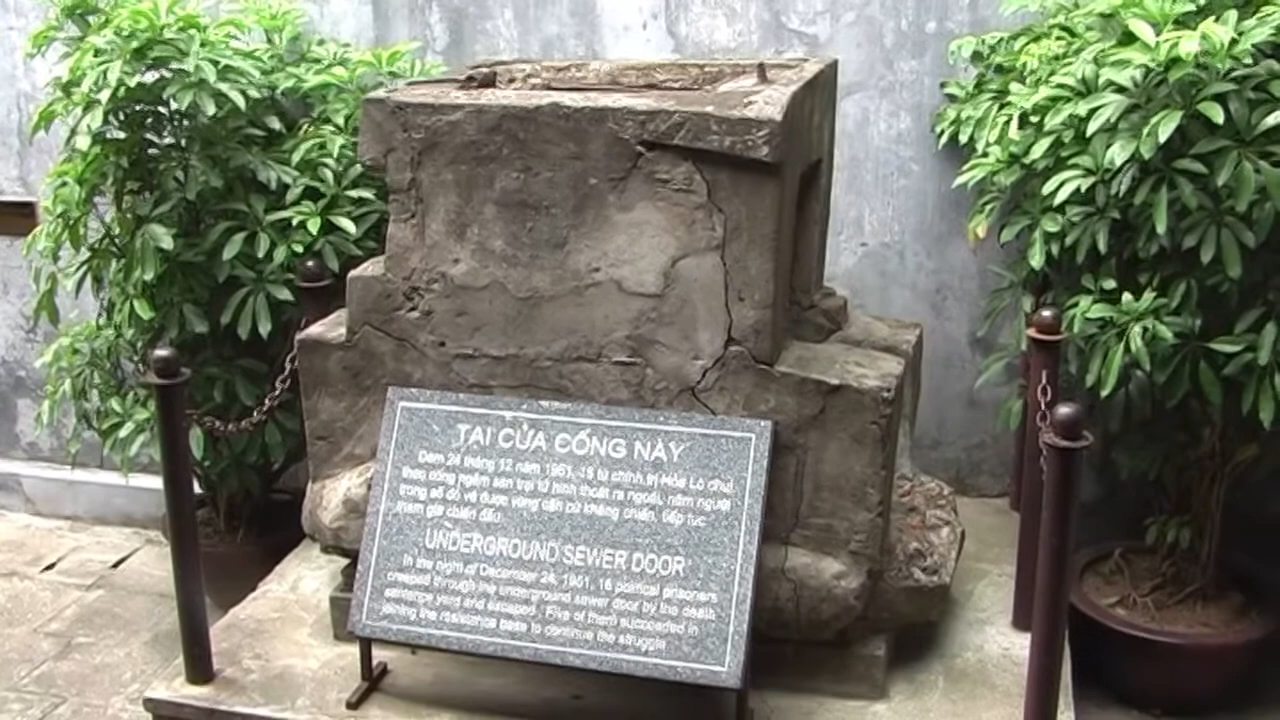 TẠI CỬA CỐNG NÀY
Đêm 24 tháng 12 năm 1951, 16 tù chính trị Hỏa Lò chui
theo cống ngầm sân trại tử hình thoát ra ngoài, năm người
trong số đó về được vùng căn cứ kháng chiến, tiếp tục
tham gia chiến đấu.
UNDERGROUND SEWER DOOR
In the night of December 24, 1951, 16 political prisoners
creeped through the underground sewer door by the death
sentence yard and escaped. Five of them succeeded in
joining the resistance base to continue the struggle